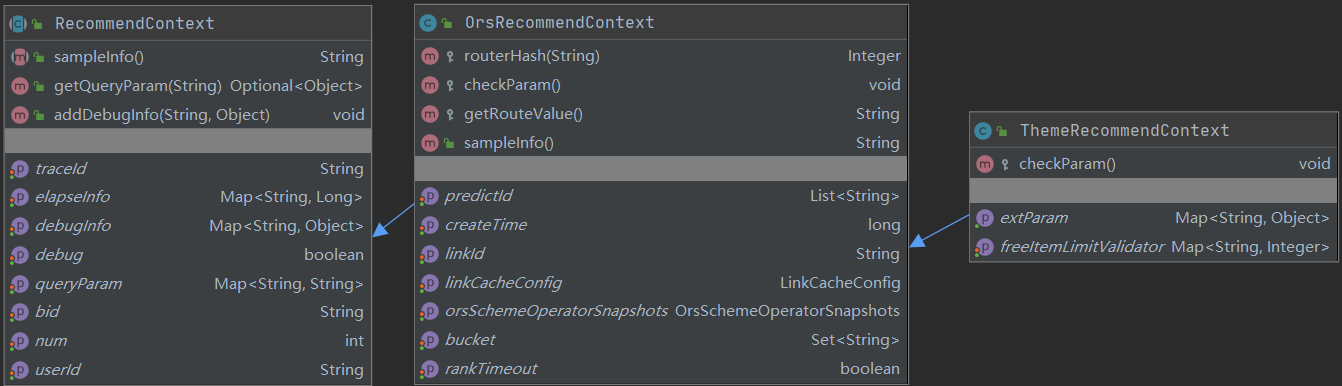 RecommendContext
sampleInfo() String
getQueryParam(String) Optional<Object>
addDebugInfo(String, Object) void
traceId String
elapseInfo Map<String, Long>
debugInfo Map<String, Object>
debug boolean
queryParam Map<String, String>
bid String
num int
userId String
OrsRecommendContext
routerHash(String) Integer
checkParam() void
getRouteValue() String
sampleInfo() String
predictId List<String>
createTime long
linkId String
linkCacheConfig LinkCacheConfig
orsSchemeOperatorSnapshots OrsSchemeOperatorSnapshots
bucket Set<String>
rankTimeout boolean
ThemeRecommendContext
checkParam() void
extParam Map<String, Object>
freeItemLimitValidator Map<String, Integer>